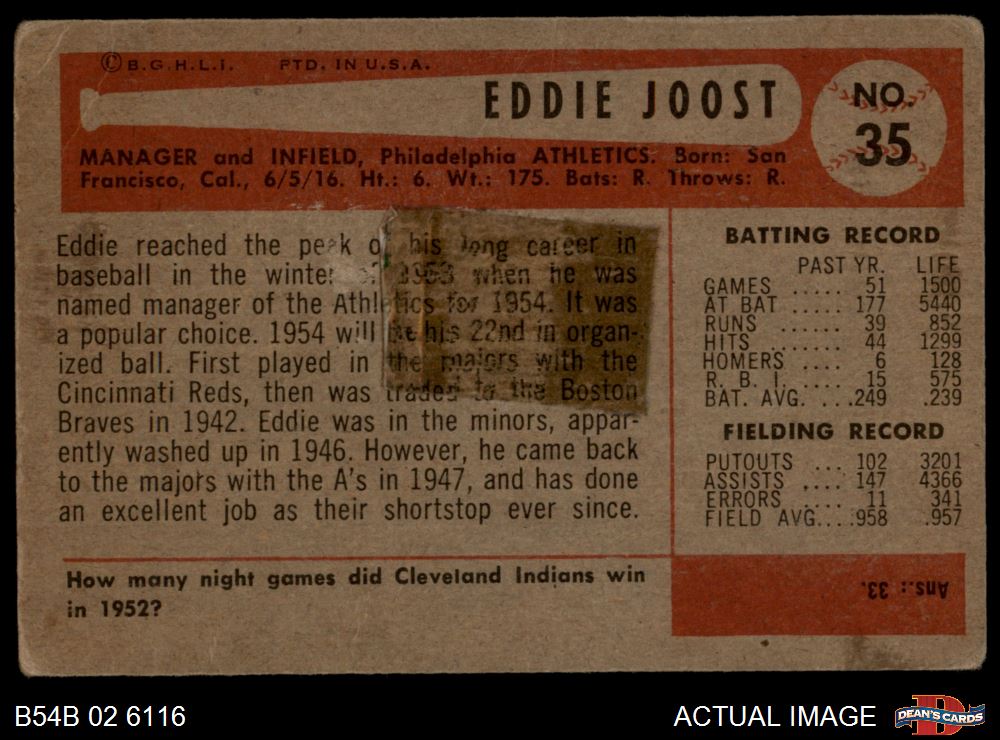 © B.G.H.L.I. PTD. IN U.S.A.
EDDIE JOOST
NO.
35
MANAGER and INFIELD, Philadelphia ATHLETICS. Born: San
Francisco, Cal., 6/5/16. Ht.: 6. Wt.: 175. Bats: R. Throws: R.
Eddie reached the peak of his long career in
baseball in the winter of 1953 when he was
named manager of the Athletics for 1954. It was
a popular choice. 1954 will be his 22nd in organ-
ized ball. First played in the majors with the
Cincinnati Reds, then was traded to the Boston
Braves in 1942. Eddie was in the minors, appar-
ently washed up in 1946. However, he came back
to the majors with the A's in 1947, and has done
an excellent job as their shortstop ever since.
BATTING RECORD
PAST YR. LIFE
GAMES ..... 51 1500
AT BAT ..... 177 5440
RUNS ...... 39 852
HITS ....... 44 1299
HOMERS .... 6 128
R. B. I. .... 15 575
BAT. AVG. ... .249 .239
FIELDING RECORD
PUTOUTS ... 102 3201
ASSISTS .... 147 4366
ERRORS .... 11 341
FIELD AVG. .. .958 .957
How many night games did Cleveland Indians win
in 1952?
Ans.: 33.
B54B 02 6116
ACTUAL IMAGE
D
DEAN'S CARDS